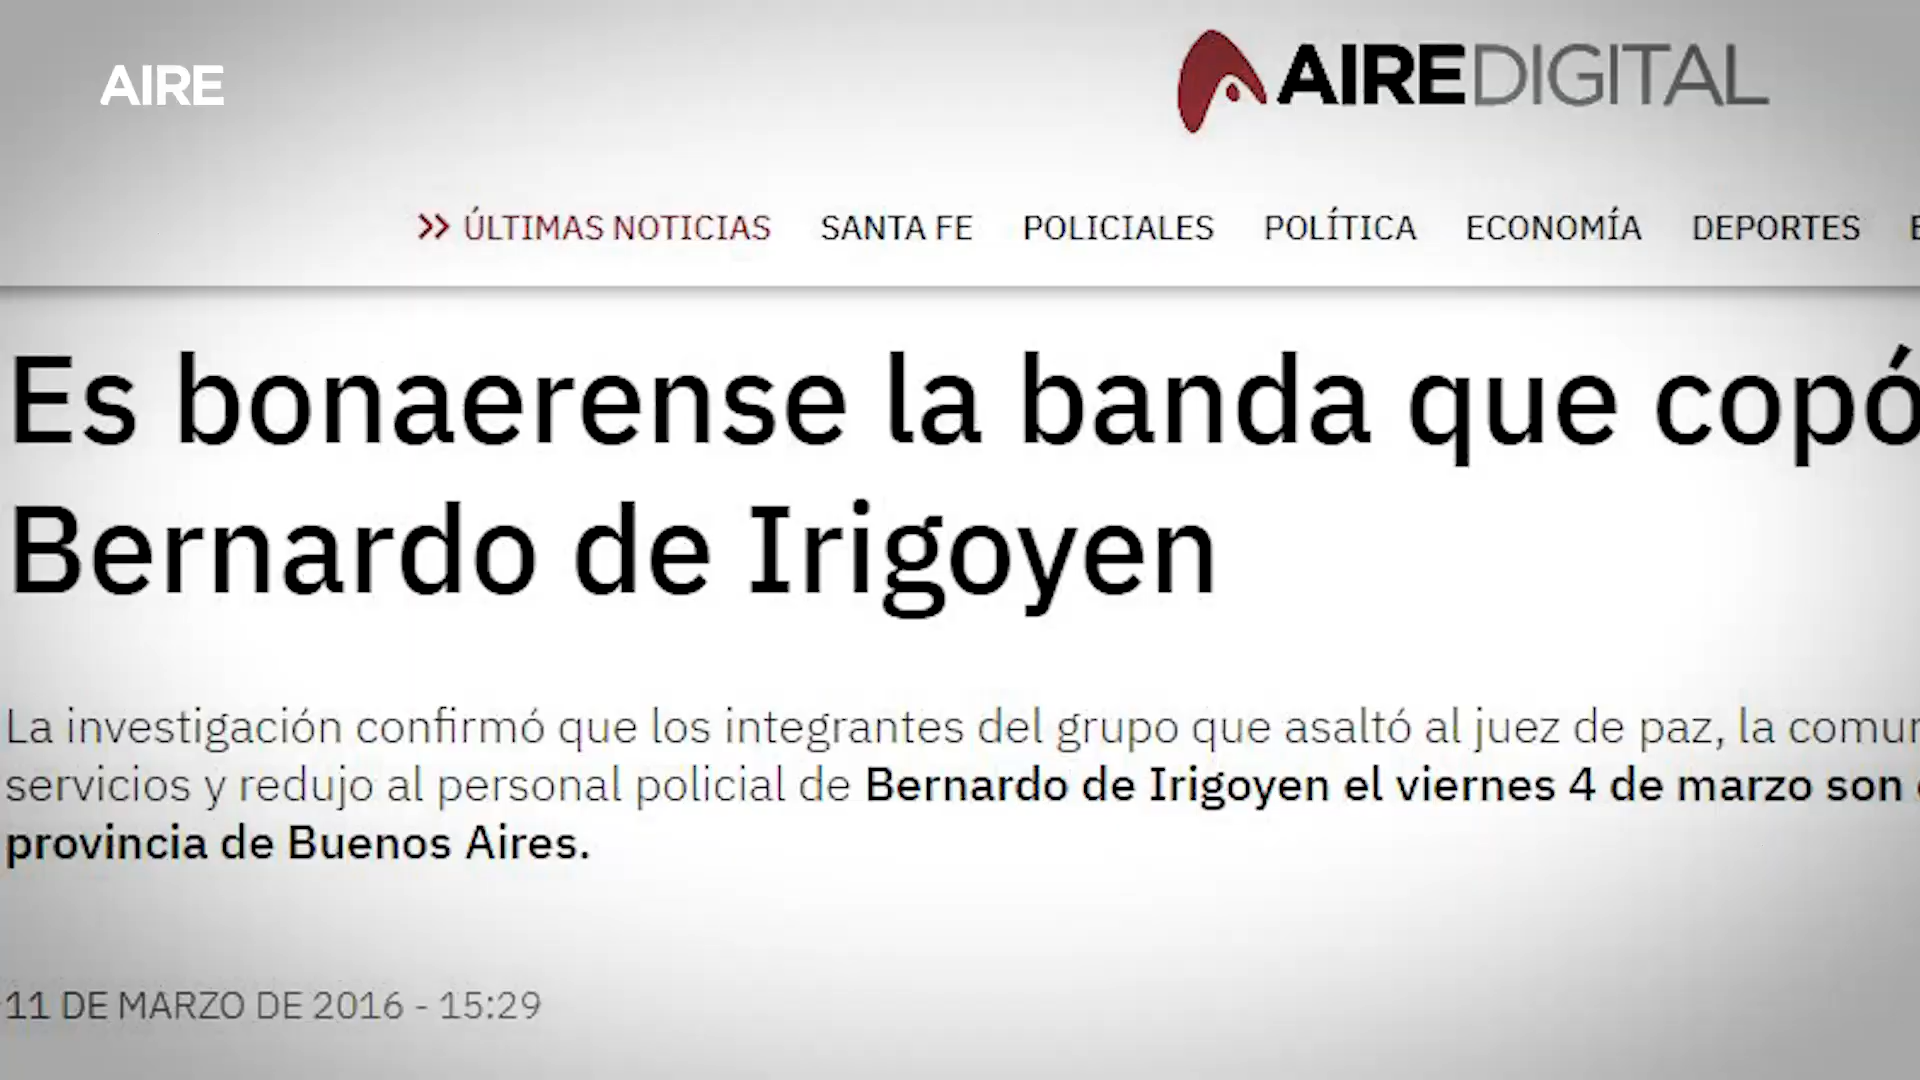 AIRE
AIREDIGITAL
>> ÚLTIMAS NOTICIAS SANTA FE POLICIALES POLÍTICA ECONOMÍA DEPORTES
Es bonaerense la banda que copó
Bernardo de Irigoyen
La investigación confirmó que los integrantes del grupo que asaltó al juez de paz, la comun
servicios y redujo al personal policial de Bernardo de Irigoyen el viernes 4 de marzo son
provincia de Buenos Aires.
11 DE MARZO DE 2016 - 15:29